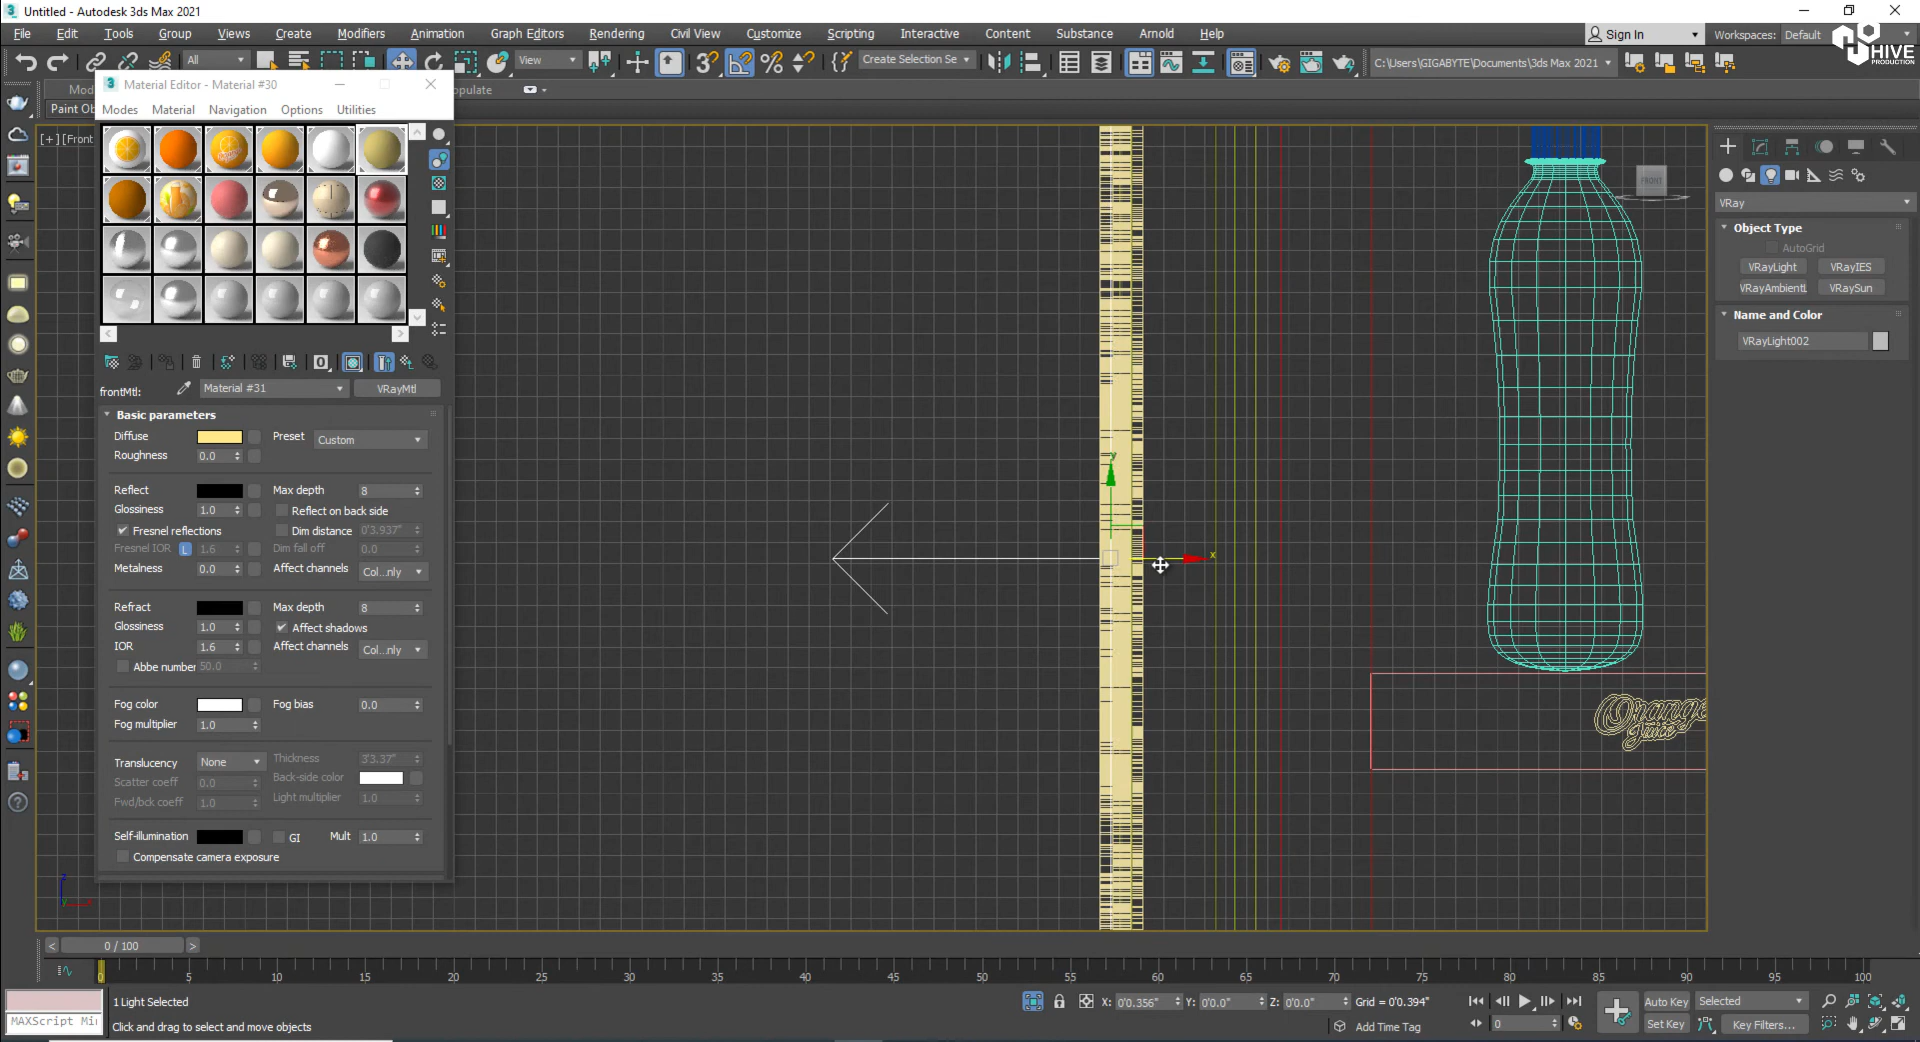 Untitled - Autodesk 3ds Max 2021
File Edit Tools Group Views Create Modifiers Animation Graph Editors Rendering Civil View Customize Scripting Interactive Content Substance Arnold Help
Sign In Workspaces: Default
HIVE
PRODUCTION
All View Create Selection Se C:\Users\GIGABYTE\Documents\3ds Max 2021
Material Editor - Material #30
Mod
Paint Ob
opulate
Modes Material Navigation Options Utilities
[+] [Front
FRONT
frontMtl: Material #31 VRayMtl
Basic parameters
Diffuse Preset Custom
Roughness 0.0
Reflect Max depth 8
Glossiness 1.0 Reflect on back side
Fresnel reflections Dim distance 0'3.937"
Fresnel IOR L 1.6 Dim fall off 0.0
Metalness 0.0 Affect channels Col...nly
Refract Max depth 8
Glossiness 1.0 Affect shadows
IOR 1.6 Affect channels Col...nly
Abbe number 50.0
Fog color Fog bias 0.0
Fog multiplier 1.0
Translucency None Thickness 3'3.37"
Scatter coeff 0.0 Back-side color
Fwd/bck coeff 1.0 Light multiplier 1.0
Self-illumination GI Mult 1.0
Compensate camera exposure
y
x
z
Orange
Juice
VRay
Object Type
AutoGrid
VRayLight VRayIES
VRayAmbientL VRaySun
Name and Color
VRayLight002
0 / 100
0 5 10 15 20 25 30 35 40 45 50 55 60 65 70 75 80 85 90 95 100
1 Light Selected
MAXScript Mi
Click and drag to select and move objects
X: 0'0.356" Y: 0'0.0" Z: 0'0.0" Grid = 0'0.394"
Add Time Tag
0
Auto Key Selected
Set Key Key Filters...